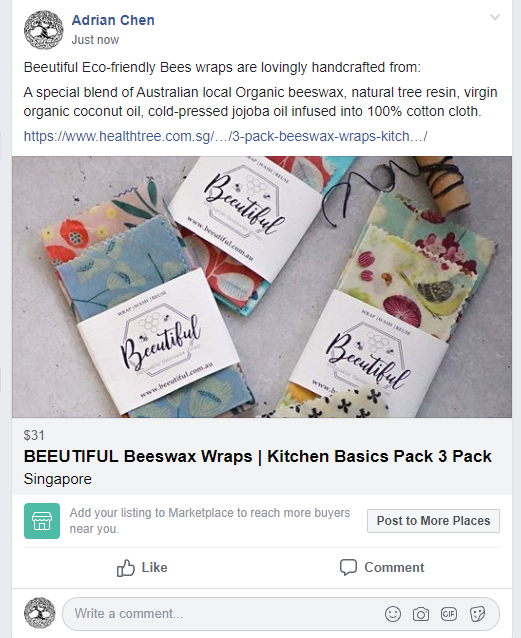 Adrian Chen
Just now
Beeutiful Eco-friendly Bees wraps are lovingly handcrafted from:
A special blend of Australian local Organic beeswax, natural tree resin, virgin
organic coconut oil, cold-pressed jojoba oil infused into 100% cotton cloth.
https://www.healthtree.com.sg/…/3-pack-beeswax-wraps-kitch…/
WRAP | WASH | REUSE
Beeutiful
www.beeutiful.com.au
WRAP | WASH | REUSE
Beeutiful
www.beeutiful.com.au
WRAP | WASH | REUSE
Beeutiful
www.b
$31
BEEUTIFUL Beeswax Wraps | Kitchen Basics Pack 3 Pack
Singapore
Add your listing to Marketplace to reach more buyers
near you.
Post to More Places
Like
Comment
Write a comment...
GIF